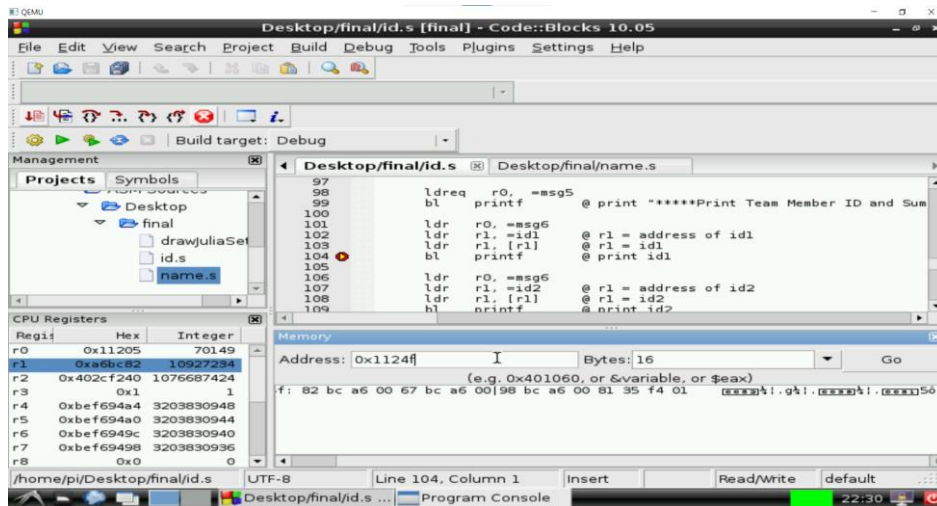 QEMU
Desktop/final/id.s [final] - Code::Blocks 10.05
File Edit View Search Project Build Debug Tools Plugins Settings Help
Build target: Debug
Management
Projects Symbols
Desktop
final
drawJuliaSet
id.s
name.s
Desktop/final/id.s Desktop/final/name.s
97
98 ldreq r0, =msg5
99 bl printf @ print "*****Print Team Member ID and Sum
100
101 ldr r0, =msg6
102 ldr r1, =id1 @ r1 = address of id1
103 ldr r1, [r1] @ r1 = id1
104 bl printf @ print id1
105
106 ldr r0, =msg6
107 ldr r1, =id2 @ r1 = address of id2
108 ldr r1, [r1] @ r1 = id2
109 bl printf @ print id2
CPU Registers
Regis Hex Integer
r0 0x11205 70149
r1 0xa6bc82 10927234
r2 0x402cf240 1076687424
r3 0x1 1
r4 0xbef694a4 3203830948
r5 0xbef694a0 3203830944
r6 0xbef6949c 3203830940
r7 0xbef69498 3203830936
r8 0x0 0
Memory
Address: 0x1124f Bytes: 16 Go
(e.g. 0x401060, or &variable, or $eax)
f: 82 bc a6 00 67 bc a6 00|98 bc a6 00 81 35 f4 01
/home/pi/Desktop/final/id.s UTF-8 Line 104, Column 1 Insert Read/Write default
Desktop/final/id.s ... Program Console 22:30